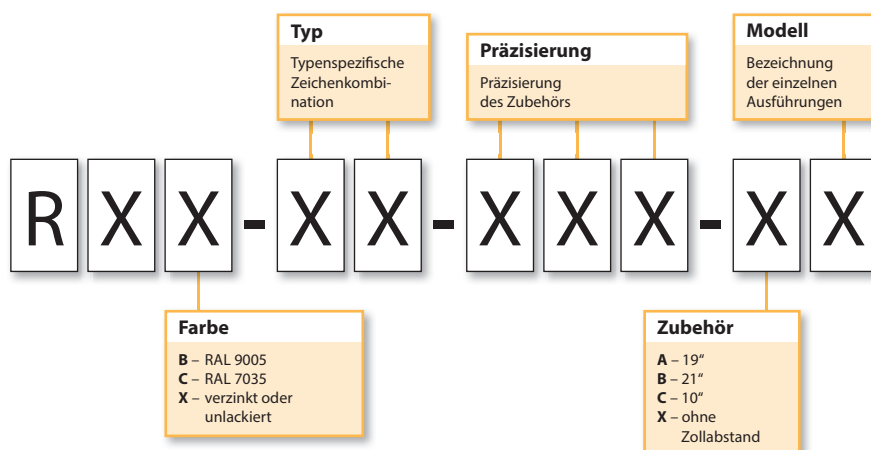 Typ
Typenspezifische
Zeichenkombi-
nation
Präzisierung
Präzisierung
des Zubehörs
Modell
Bezeichnung
der einzelnen
Ausführungen
R X X - X X - X X X - X X
Farbe
B – RAL 9005
C – RAL 7035
X – verzinkt oder
unlackiert
Zubehör
A – 19“
B – 21“
C – 10“
X – ohne
Zollabstand